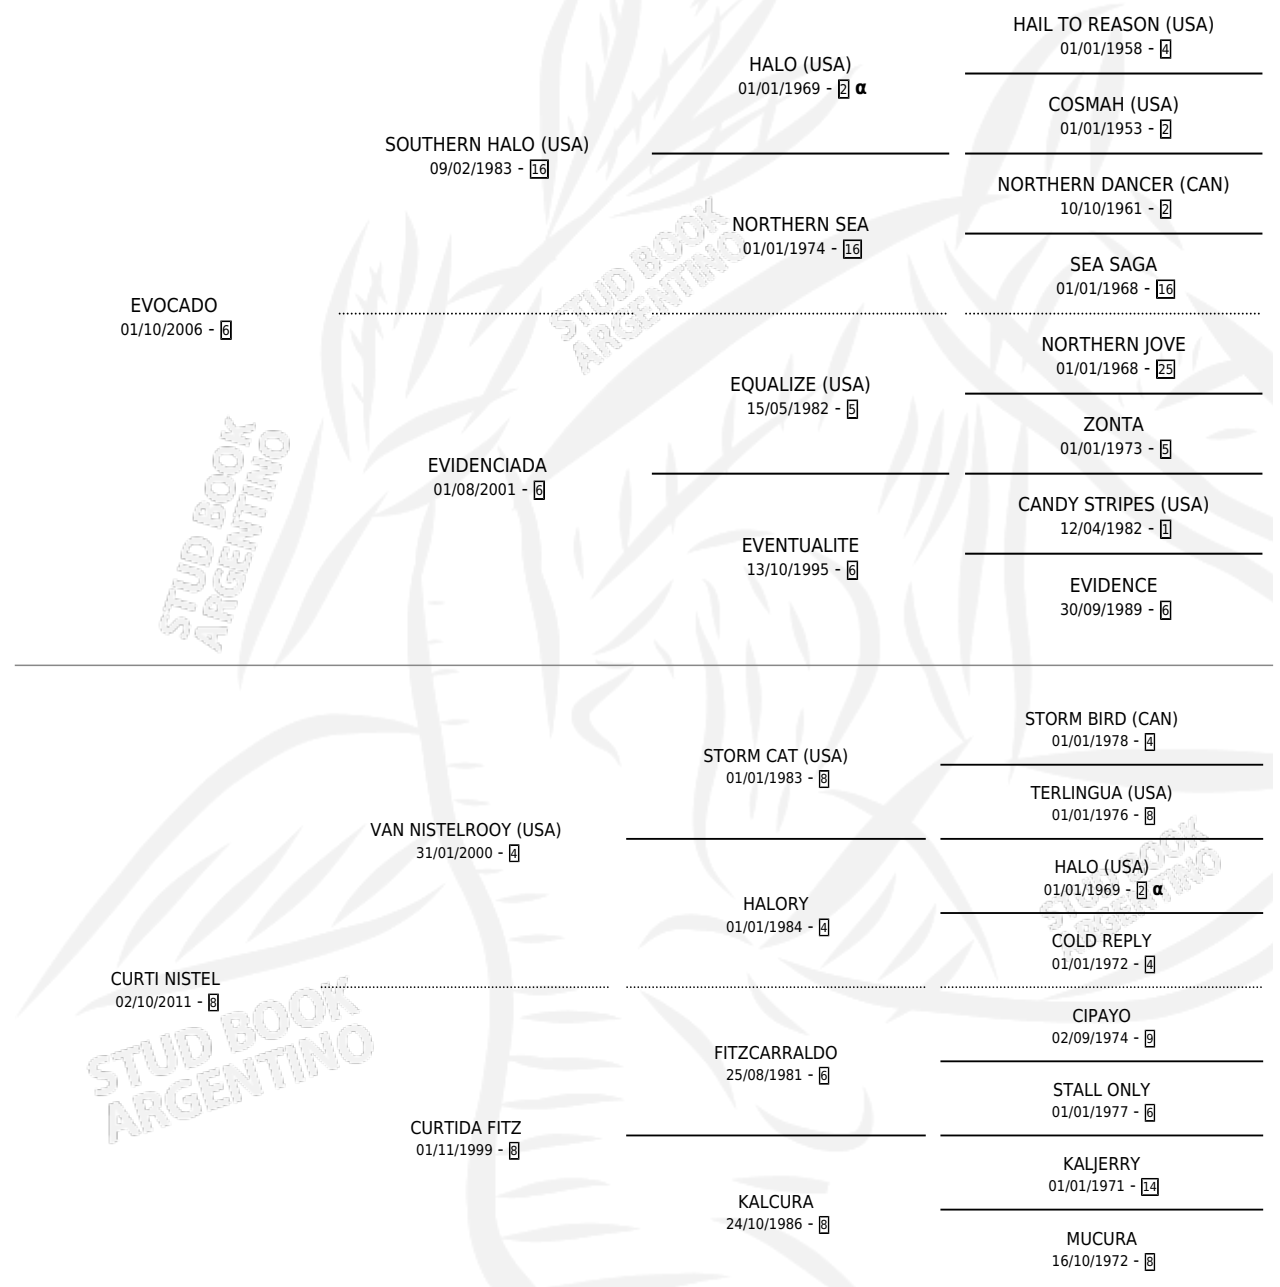 HAIL TO REASON (USA)
01/01/1958 - 4
HALO (USA)
01/01/1969 - 2 α
COSMAH (USA)
01/01/1953 - 2
SOUTHERN HALO (USA)
09/02/1983 - 16
NORTHERN DANCER (CAN)
10/10/1961 - 2
NORTHERN SEA
01/01/1974 - 16
SEA SAGA
01/01/1968 - 16
EVOCADO
01/10/2006 - 6
NORTHERN JOVE
01/01/1968 - 25
EQUALIZE (USA)
15/05/1982 - 5
ZONTA
01/01/1973 - 5
EVIDENCIADA
01/08/2001 - 6
CANDY STRIPES (USA)
12/04/1982 - 1
EVENTUALITE
13/10/1995 - 6
EVIDENCE
30/09/1989 - 6
STUD BOOK
ARGENTINO
STUD BOOK
ARGENTINO
STORM BIRD (CAN)
01/01/1978 - 4
STORM CAT (USA)
01/01/1983 - 8
TERLINGUA (USA)
01/01/1976 - 8
VAN NISTELROOY (USA)
31/01/2000 - 4
HALO (USA)
01/01/1969 - 2 α
HALORY
01/01/1984 - 4
COLD REPLY
01/01/1972 - 4
CURTI NISTEL
02/10/2011 - 8
CIPAYO
02/09/1974 - 9
FITZCARRALDO
25/08/1981 - 6
STALL ONLY
01/01/1977 - 6
CURTIDA FITZ
01/11/1999 - 8
KALJERRY
01/01/1971 - 14
KALCURA
24/10/1986 - 8
MUCURA
16/10/1972 - 8
STUD BOOK
ARGENTINO
STUD BOOK
ARGENTINO